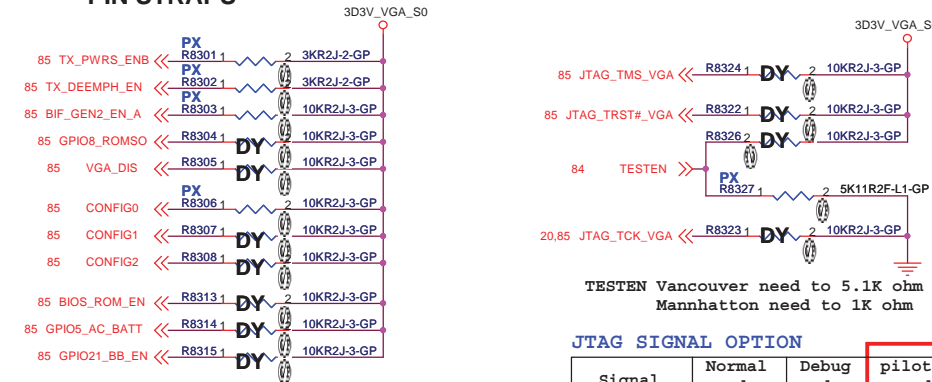 3D3V_VGA_S0
PX
85 TX_PWRS_ENB R8301 1 2 3KR2J-2-GP
PX
85 TX_DEEMPH_EN R8302 1 2 3KR2J-2-GP
PX
85 BIF_GEN2_EN_A R8303 1 2 10KR2J-3-GP
85 GPIO8_ROMSO R8304 1 DY 2 10KR2J-3-GP
85 VGA_DIS R8305 1 DY 2 10KR2J-3-GP
PX
85 CONFIG0 R8306 1 2 10KR2J-3-GP
85 CONFIG1 R8307 1 DY 2 10KR2J-3-GP
85 CONFIG2 R8308 1 DY 2 10KR2J-3-GP
85 BIOS_ROM_EN R8313 1 DY 2 10KR2J-3-GP
85 GPIO5_AC_BATT R8314 1 DY 2 10KR2J-3-GP
85 GPIO21_BB_EN R8315 1 DY 2 10KR2J-3-GP
3D3V_VGA_S
85 JTAG_TMS_VGA R8324 1 DY 2 10KR2J-3-GP
85 JTAG_TRST#_VGA R8322 1 DY 2 10KR2J-3-GP
R8326 2 DY 10KR2J-3-GP
84 TESTEN
PX
R8327 1 2 5K11R2F-L1-GP
20,85 JTAG_TCK_VGA R8323 1 DY 2 10KR2J-3-GP
TESTEN Vancouver need to 5.1K ohm
Mannhatton need to 1K ohm
JTAG SIGNAL OPTION
Normal Debug pilot
Signal